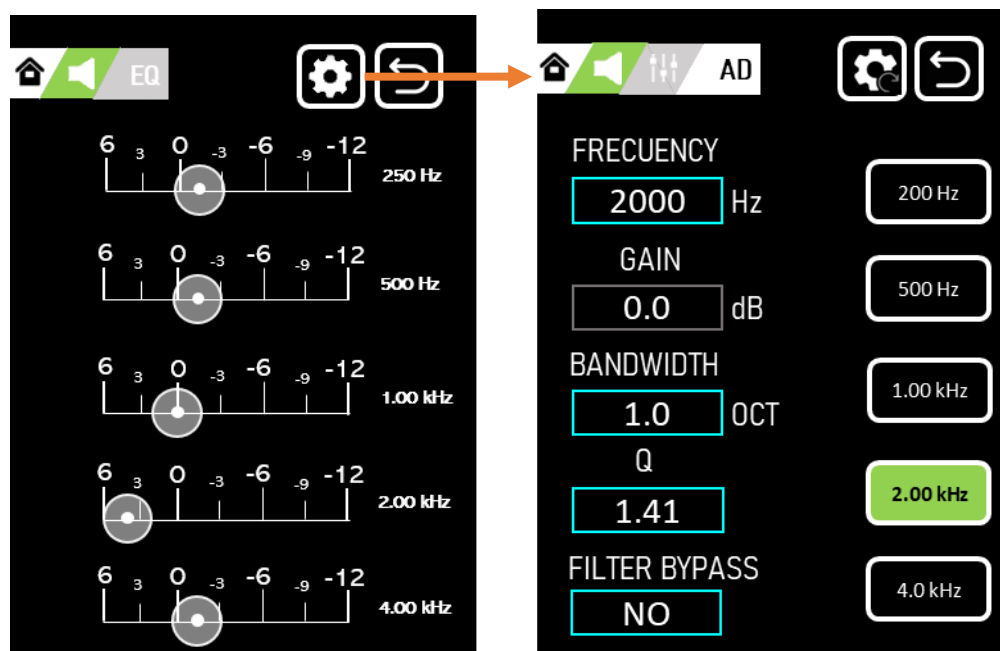 EQ
6 3 0 -3 -6 -9 -12
250 Hz
6 3 0 -3 -6 -9 -12
500 Hz
6 3 0 -3 -6 -9 -12
1.00 kHz
6 3 0 -3 -6 -9 -12
2.00 kHz
6 3 0 -3 -6 -9 -12
4.00 kHz
AD
FRECUENCY
2000 Hz
GAIN
0.0 dB
BANDWIDTH
1.0 OCT
Q
1.41
FILTER BYPASS
NO
200 Hz
500 Hz
1.00 kHz
2.00 kHz
4.0 kHz